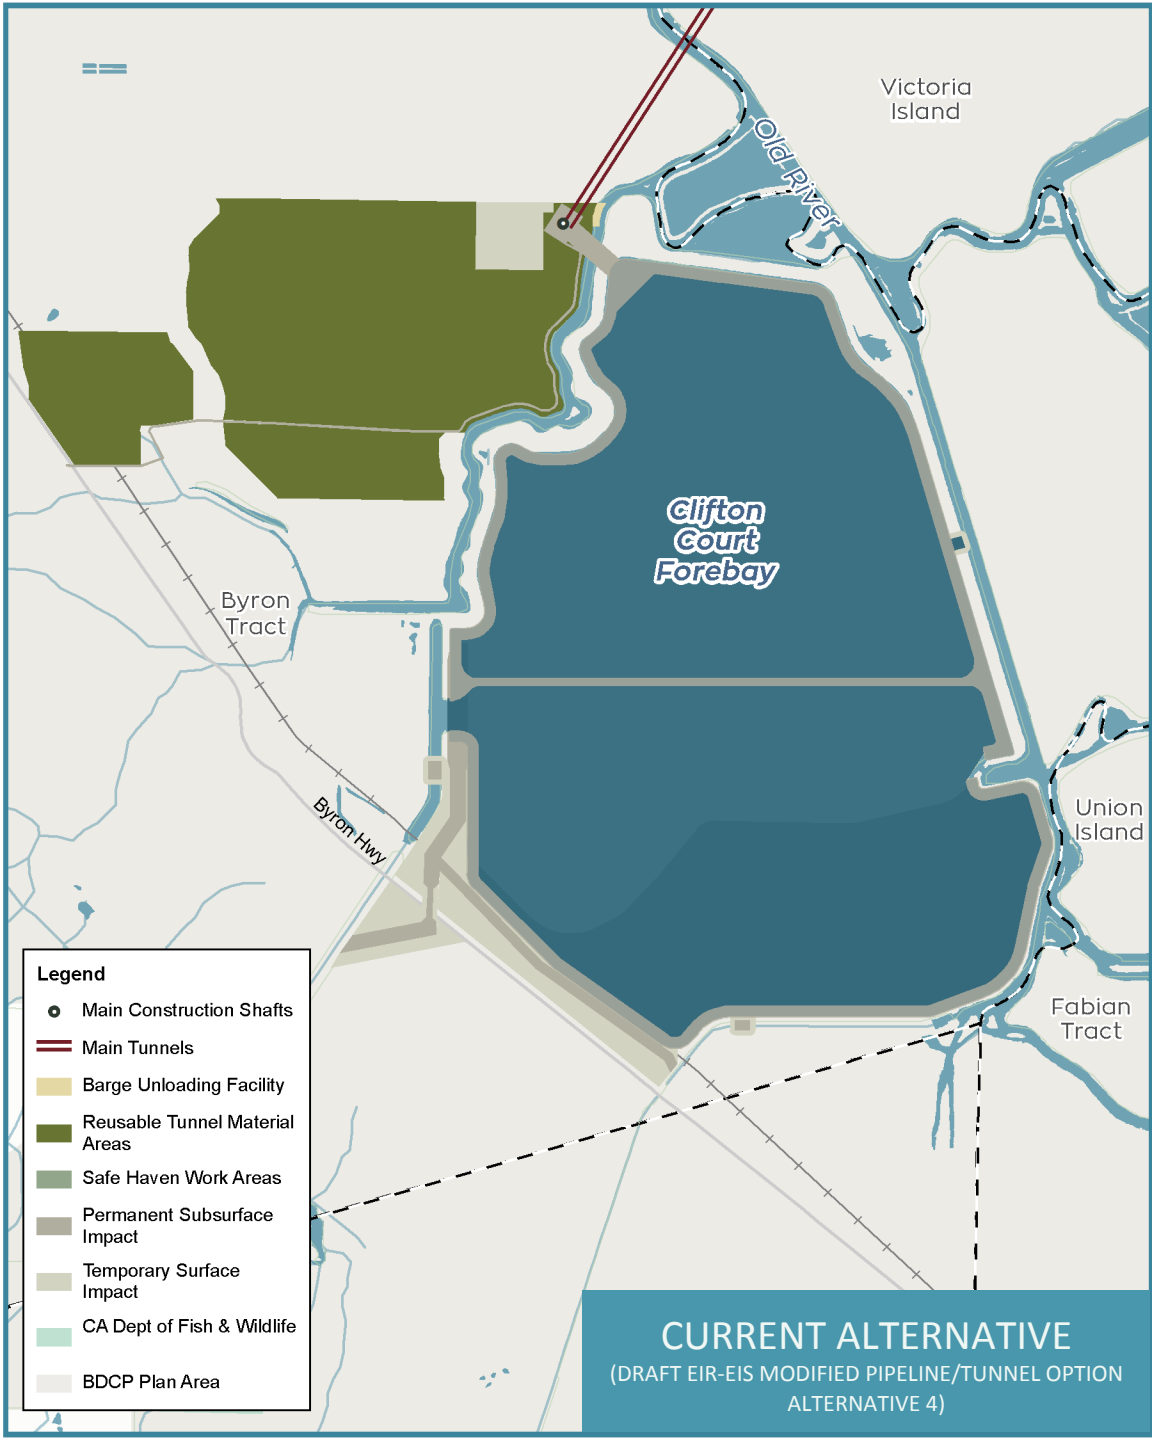 Victoria
Island
Old River
Clifton
Court
Forebay
Byron
Tract
Byron Hwy
Union
Island
Fabian
Tract
Legend
Main Construction Shafts
Main Tunnels
Barge Unloading Facility
Reusable Tunnel Material
Areas
Safe Haven Work Areas
Permanent Subsurface
Impact
Temporary Surface
Impact
CA Dept of Fish & Wildlife
BDCP Plan Area
CURRENT ALTERNATIVE
(DRAFT EIR-EIS MODIFIED PIPELINE/TUNNEL OPTION
ALTERNATIVE 4)